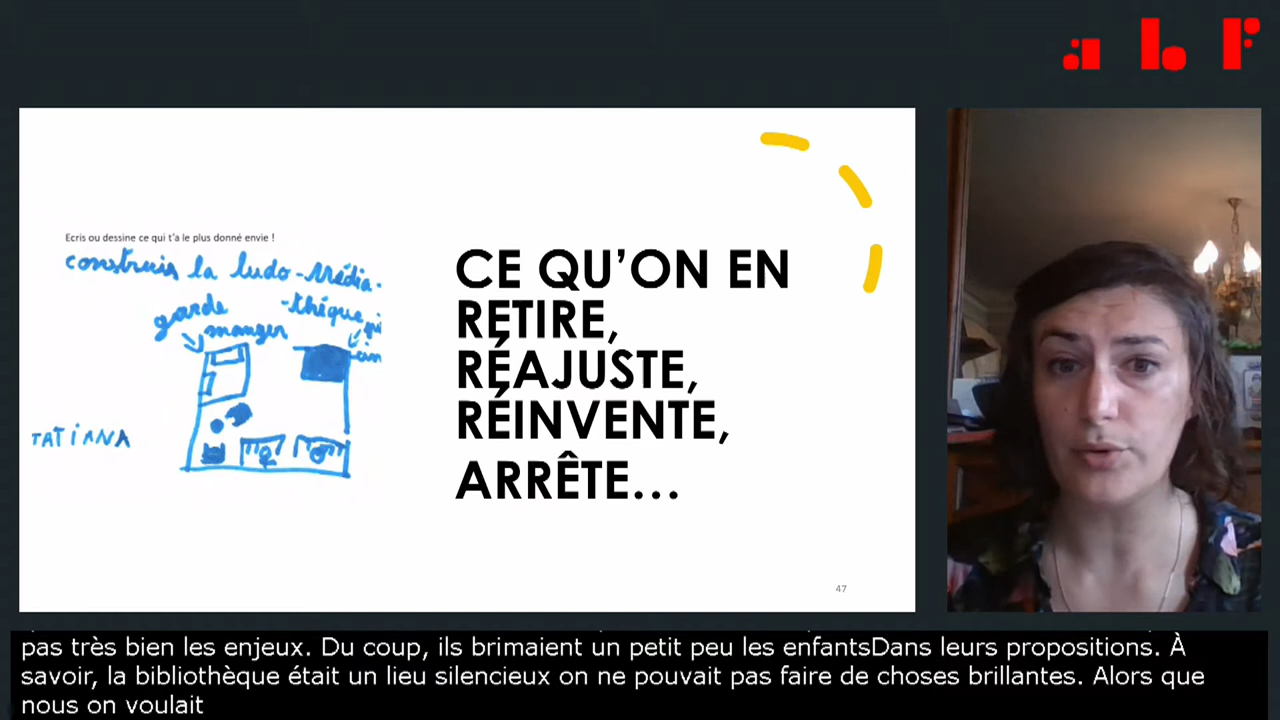 a b f
Ecris ou dessine ce qui t'a le plus donné envie !
construir la ludo-média-
-théque
garde
manger
TATIANA
CE QU'ON EN
RETIRE,
RÉAJUSTE,
RÉINVENTE,
ARRÊTE...
47
pas très bien les enjeux. Du coup, ils brimaient un petit peu les enfantsDans leurs propositions. À
savoir, la bibliothèque était un lieu silencieux on ne pouvait pas faire de choses brillantes. Alors que
nous on voulait